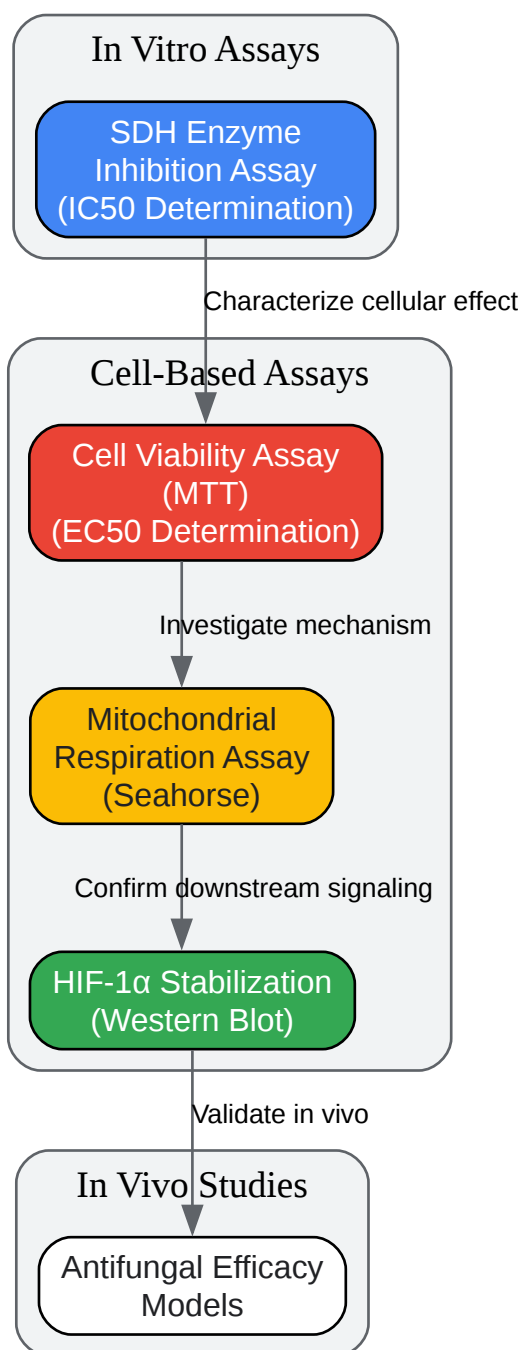 In Vitro Assays
SDH Enzyme
Inhibition Assay
(IC50 Determination)
Characterize cellular effect
Cell-Based Assays
Cell Viability Assay
(MTT)
(EC50 Determination)
Investigate mechanism
Mitochondrial
Respiration Assay
(Seahorse)
Confirm downstream signaling
HIF-1α Stabilization
(Western Blot)
Validate in vivo
In Vivo Studies
Antifungal Efficacy
Models